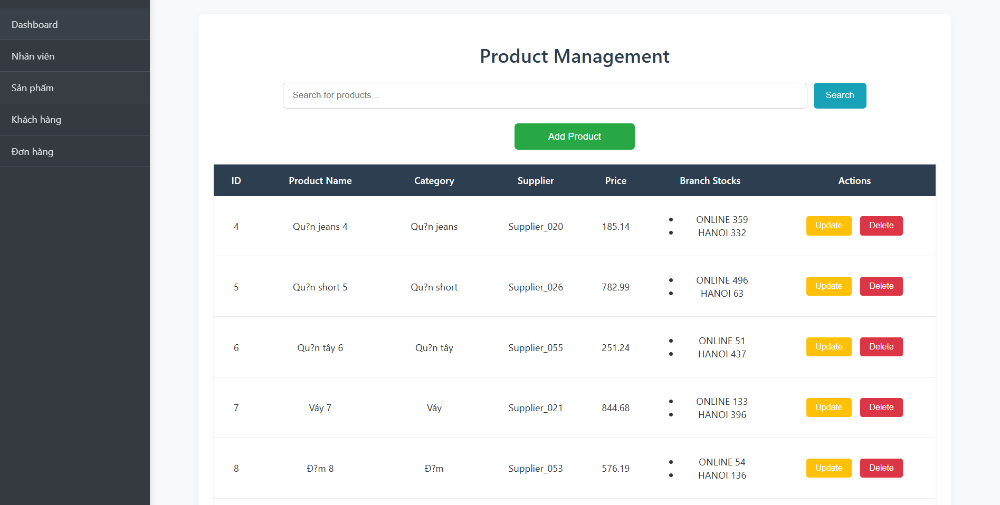 Dashboard
Nhân viên
Sản phẩm
Khách hàng
Đơn hàng
Product Management
Search for products...
Search
Add Product
ID Product Name Category Supplier Price Branch Stocks Actions
4 Qu?n jeans 4 Qu?n jeans Supplier_020 185.14 ONLINE 359 Update Delete
HANOI 332
5 Qu?n short 5 Qu?n short Supplier_026 782.99 ONLINE 496 Update Delete
HANOI 63
6 Qu?n tây 6 Qu?n tây Supplier_055 251.24 ONLINE 51 Update Delete
HANOI 437
7 Váy 7 Váy Supplier_021 844.68 ONLINE 133 Update Delete
HANOI 396
8 Đ?m 8 Đ?m Supplier_053 576.19 ONLINE 54 Update Delete
HANOI 136